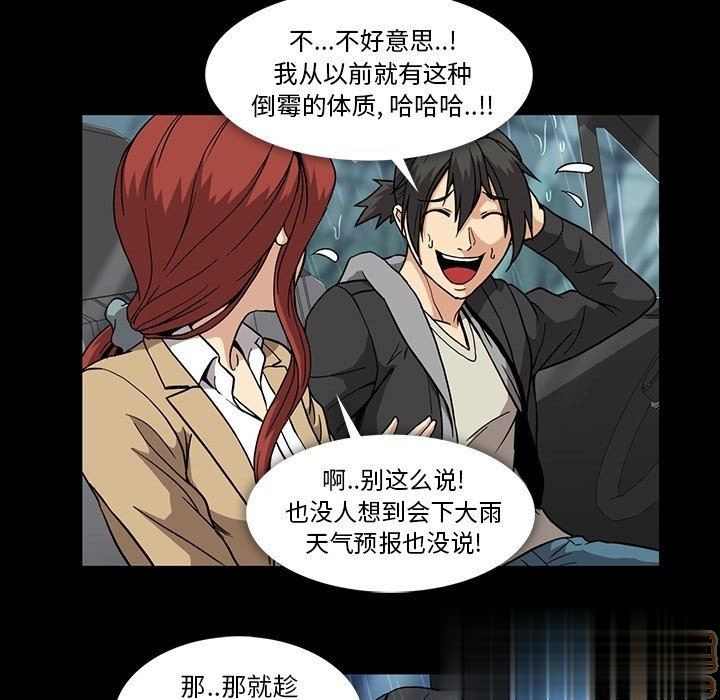 不...不好意思..!
我从以前就有这种
倒霉的体质, 哈哈哈..!!
啊..别这么说!
也没人想到会下大雨
天气预报也没说!
那..那就趁